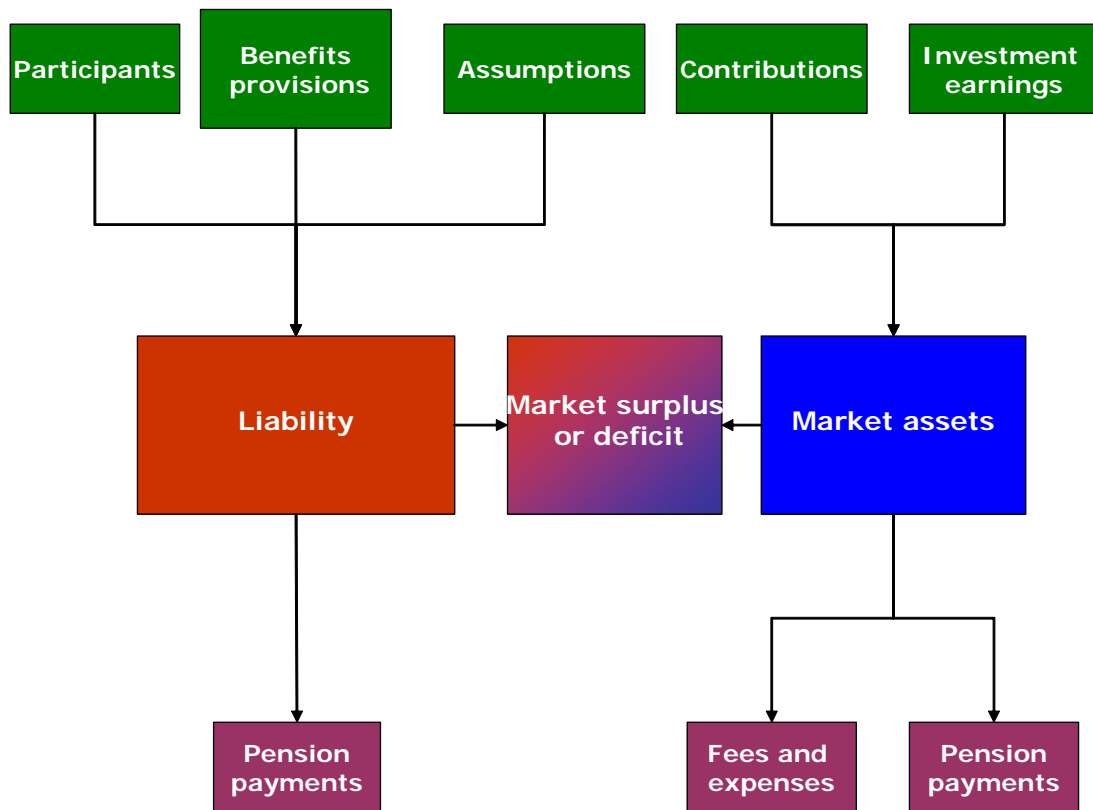 Participants
Benefits
provisions
Assumptions
Contributions
Investment
earnings
Liability
Market surplus
or deficit
Market assets
Pension
payments
Fees and
expenses
Pension
payments